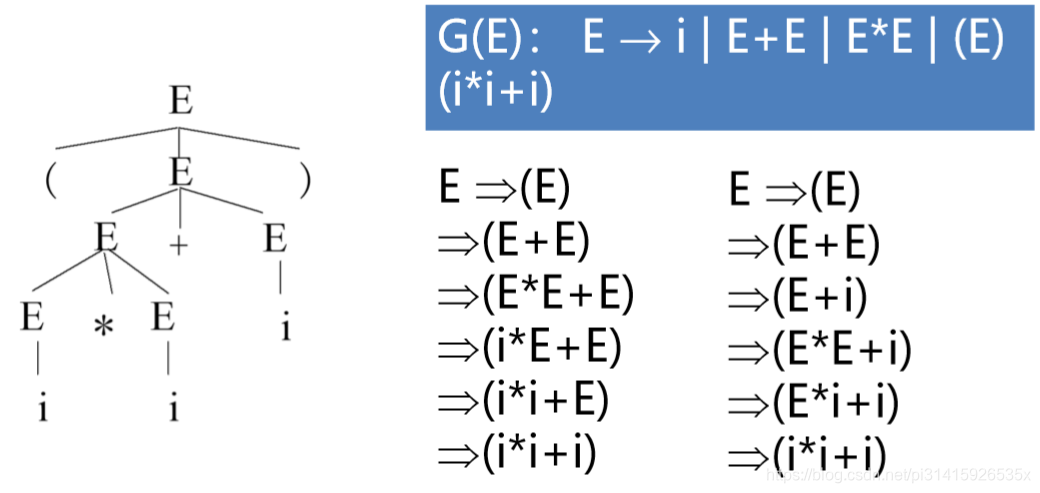 G(E): E → i | E+E | E*E | (E)
(i*i+i)
E
( E )
E + E
E * E i
i i
E ⇒(E)
⇒(E+E)
⇒(E*E+E)
⇒(i*E+E)
⇒(i*i+E)
⇒(i*i+i)
E ⇒(E)
⇒(E+E)
⇒(E+i)
⇒(E*E+i)
⇒(E*i+i)
⇒(i*i+i)
https://blog.csdn.net/pi31415926535x